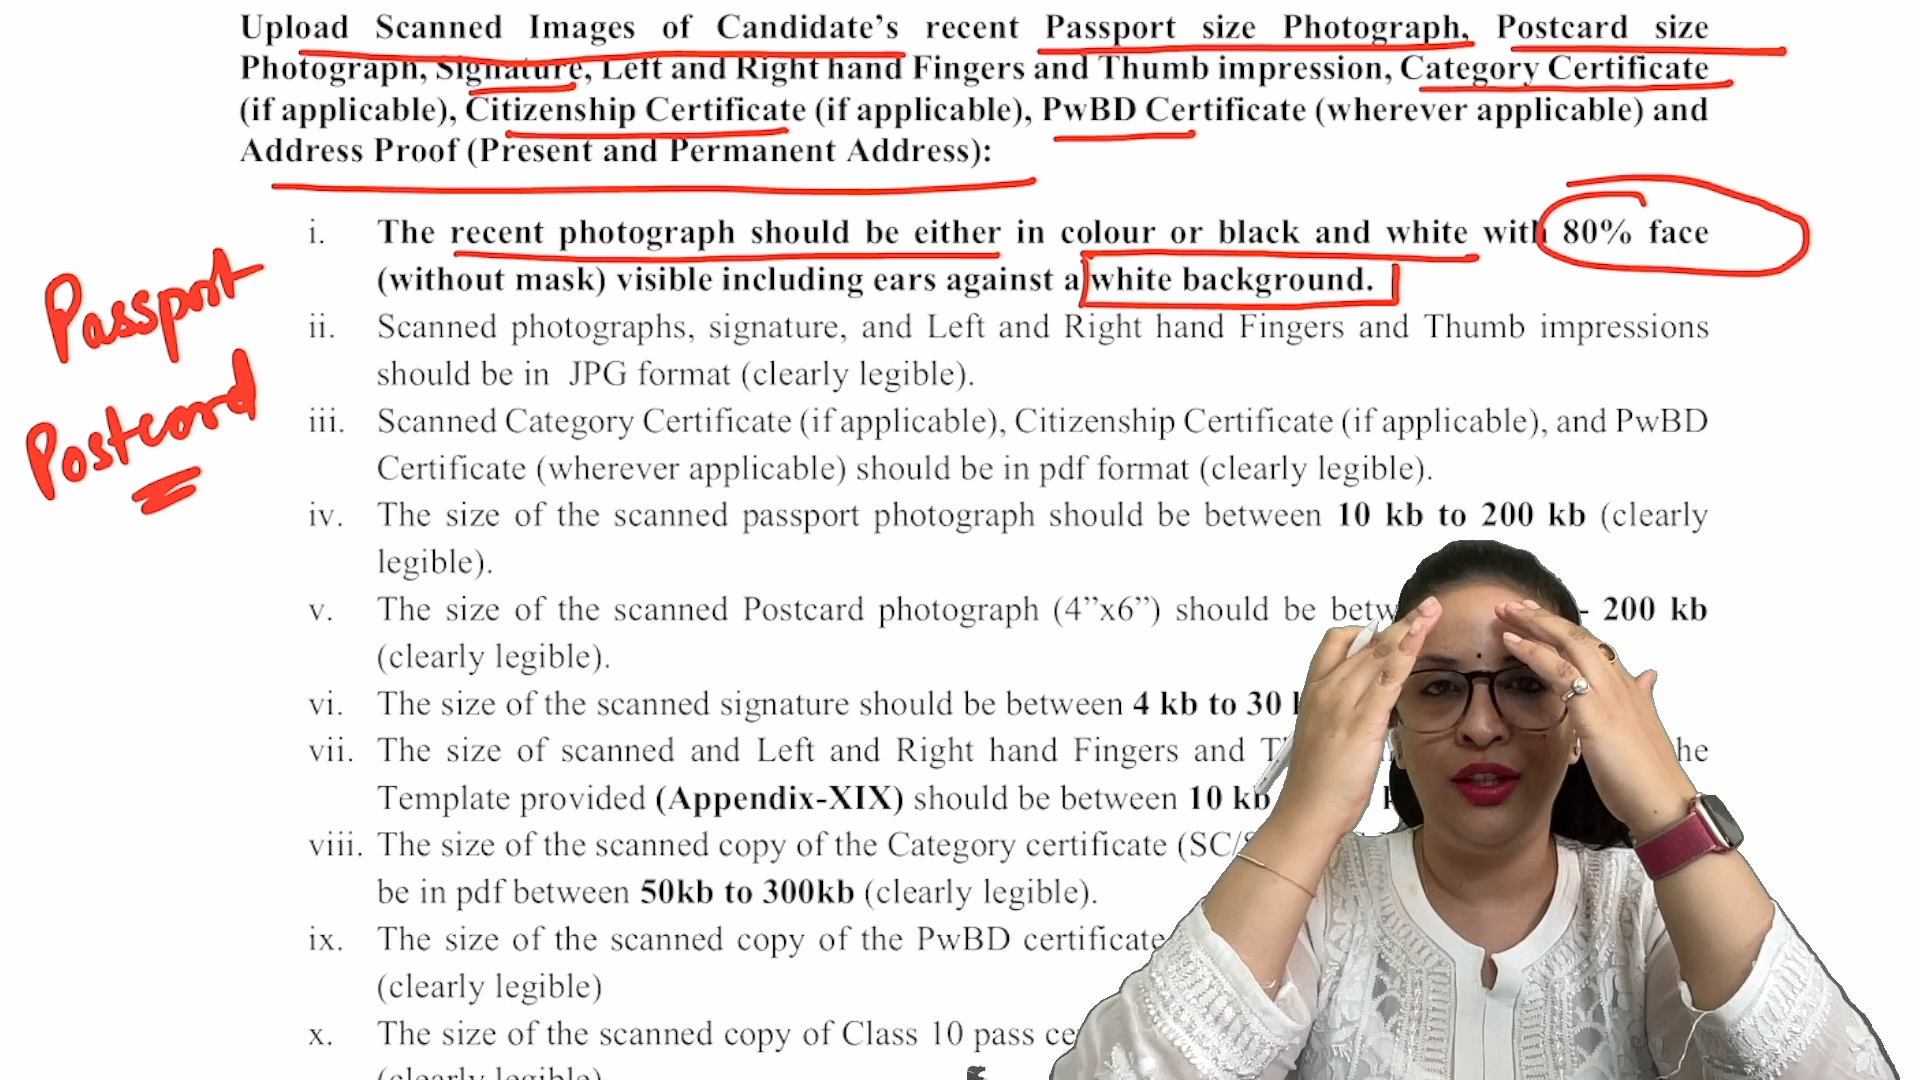 Upload Scanned Images of Candidate’s recent Passport size Photograph, Postcard size
Photograph, Signature, Left and Right hand Fingers and Thumb impression, Category Certificate
(if applicable), Citizenship Certificate (if applicable), PwBD Certificate (wherever applicable) and
Address Proof (Present and Permanent Address):
i. The recent photograph should be either in colour or black and white with 80% face
(without mask) visible including ears against a white background.
Passport
Postcard
ii. Scanned photographs, signature, and Left and Right hand Fingers and Thumb impressions
should be in JPG format (clearly legible).
iii. Scanned Category Certificate (if applicable), Citizenship Certificate (if applicable), and PwBD
Certificate (wherever applicable) should be in pdf format (clearly legible).
iv. The size of the scanned passport photograph should be between 10 kb to 200 kb (clearly
legible).
v. The size of the scanned Postcard photograph (4”x6”) should be - 200 kb
(clearly legible).
vi. The size of the scanned signature should be between 4 kb to 30
vii. The size of scanned and Left and Right hand Fingers and
Template provided (Appendix-XIX) should be between 10 kb
viii. The size of the scanned copy of the Category certificate (SC/
be in pdf between 50kb to 300kb (clearly legible).
ix. The size of the scanned copy of the PwBD certificate
(clearly legible)
x. The size of the scanned copy of Class 10 pass
(clearly legible)